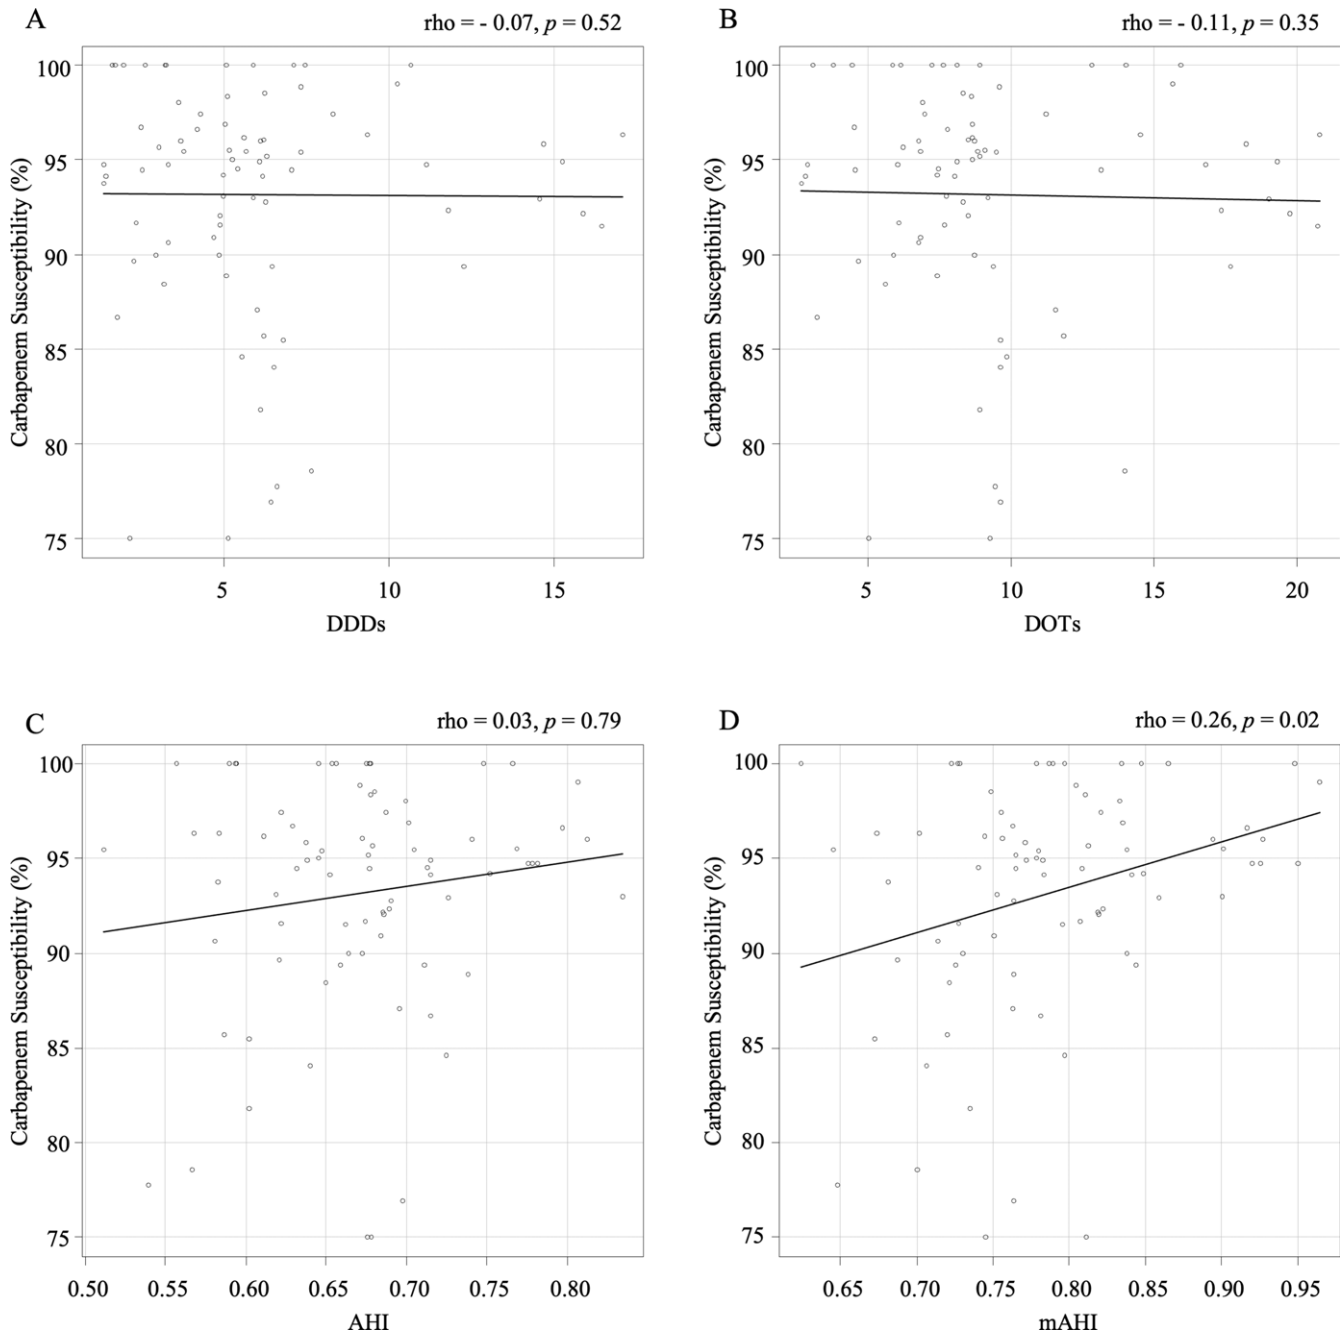 A
rho = - 0.07, p = 0.52
Carbapenem Susceptibility (%)
100
95
90
85
80
75
5 10 15
DDDs
B
rho = - 0.11, p = 0.35
Carbapenem Susceptibility (%)
100
95
90
85
80
75
5 10 15 20
DOTs
C
rho = 0.03, p = 0.79
Carbapenem Susceptibility (%)
100
95
90
85
80
75
0.50 0.55 0.60 0.65 0.70 0.75 0.80
AHI
D
rho = 0.26, p = 0.02
Carbapenem Susceptibility (%)
100
95
90
85
80
75
0.65 0.70 0.75 0.80 0.85 0.90 0.95
mAHI